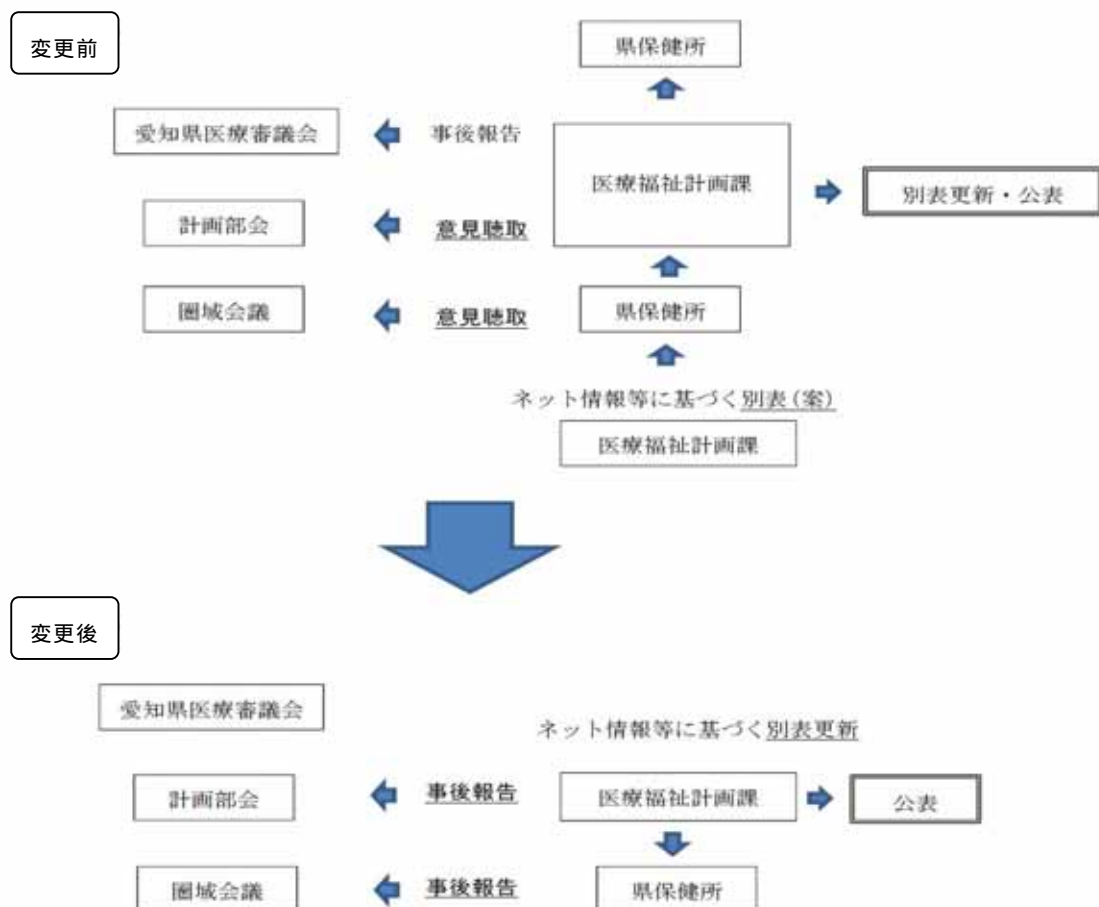 変更前
県保健所
愛知県医療審議会
事後報告
医療福祉計画課
別表更新・公表
計画部会
意見聴取
圏域会議
意見聴取
県保健所
ネット情報等に基づく別表(案)
医療福祉計画課
変更後
愛知県医療審議会
ネット情報等に基づく別表更新
計画部会
事後報告
医療福祉計画課
公表
圏域会議
事後報告
県保健所